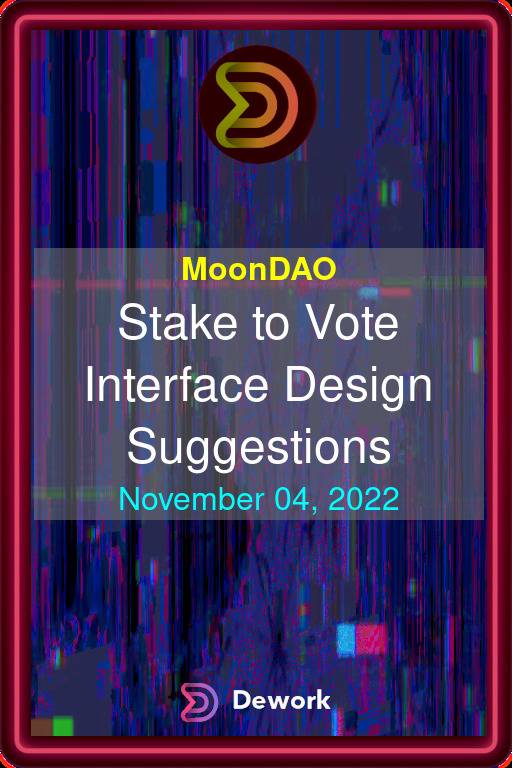 MoonDAO
Stake to Vote
Interface Design
Suggestions
November 04, 2022
Dework